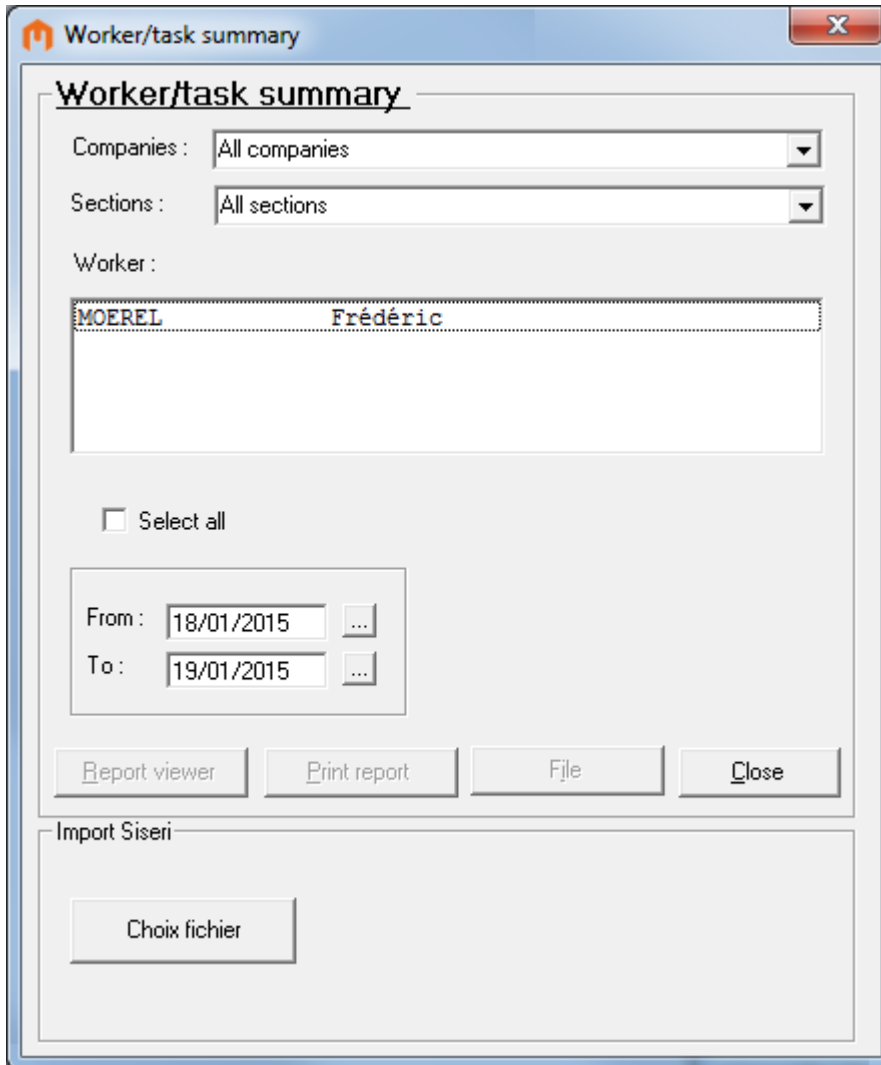 Worker/task summary
Worker/task summary
Companies : All companies
Sections : All sections
Worker :
MOEREL Frédéric
Select all
From : 18/01/2015 ...
To : 19/01/2015 ...
Report viewer Print report File Close
Import Siseri
Choix fichier